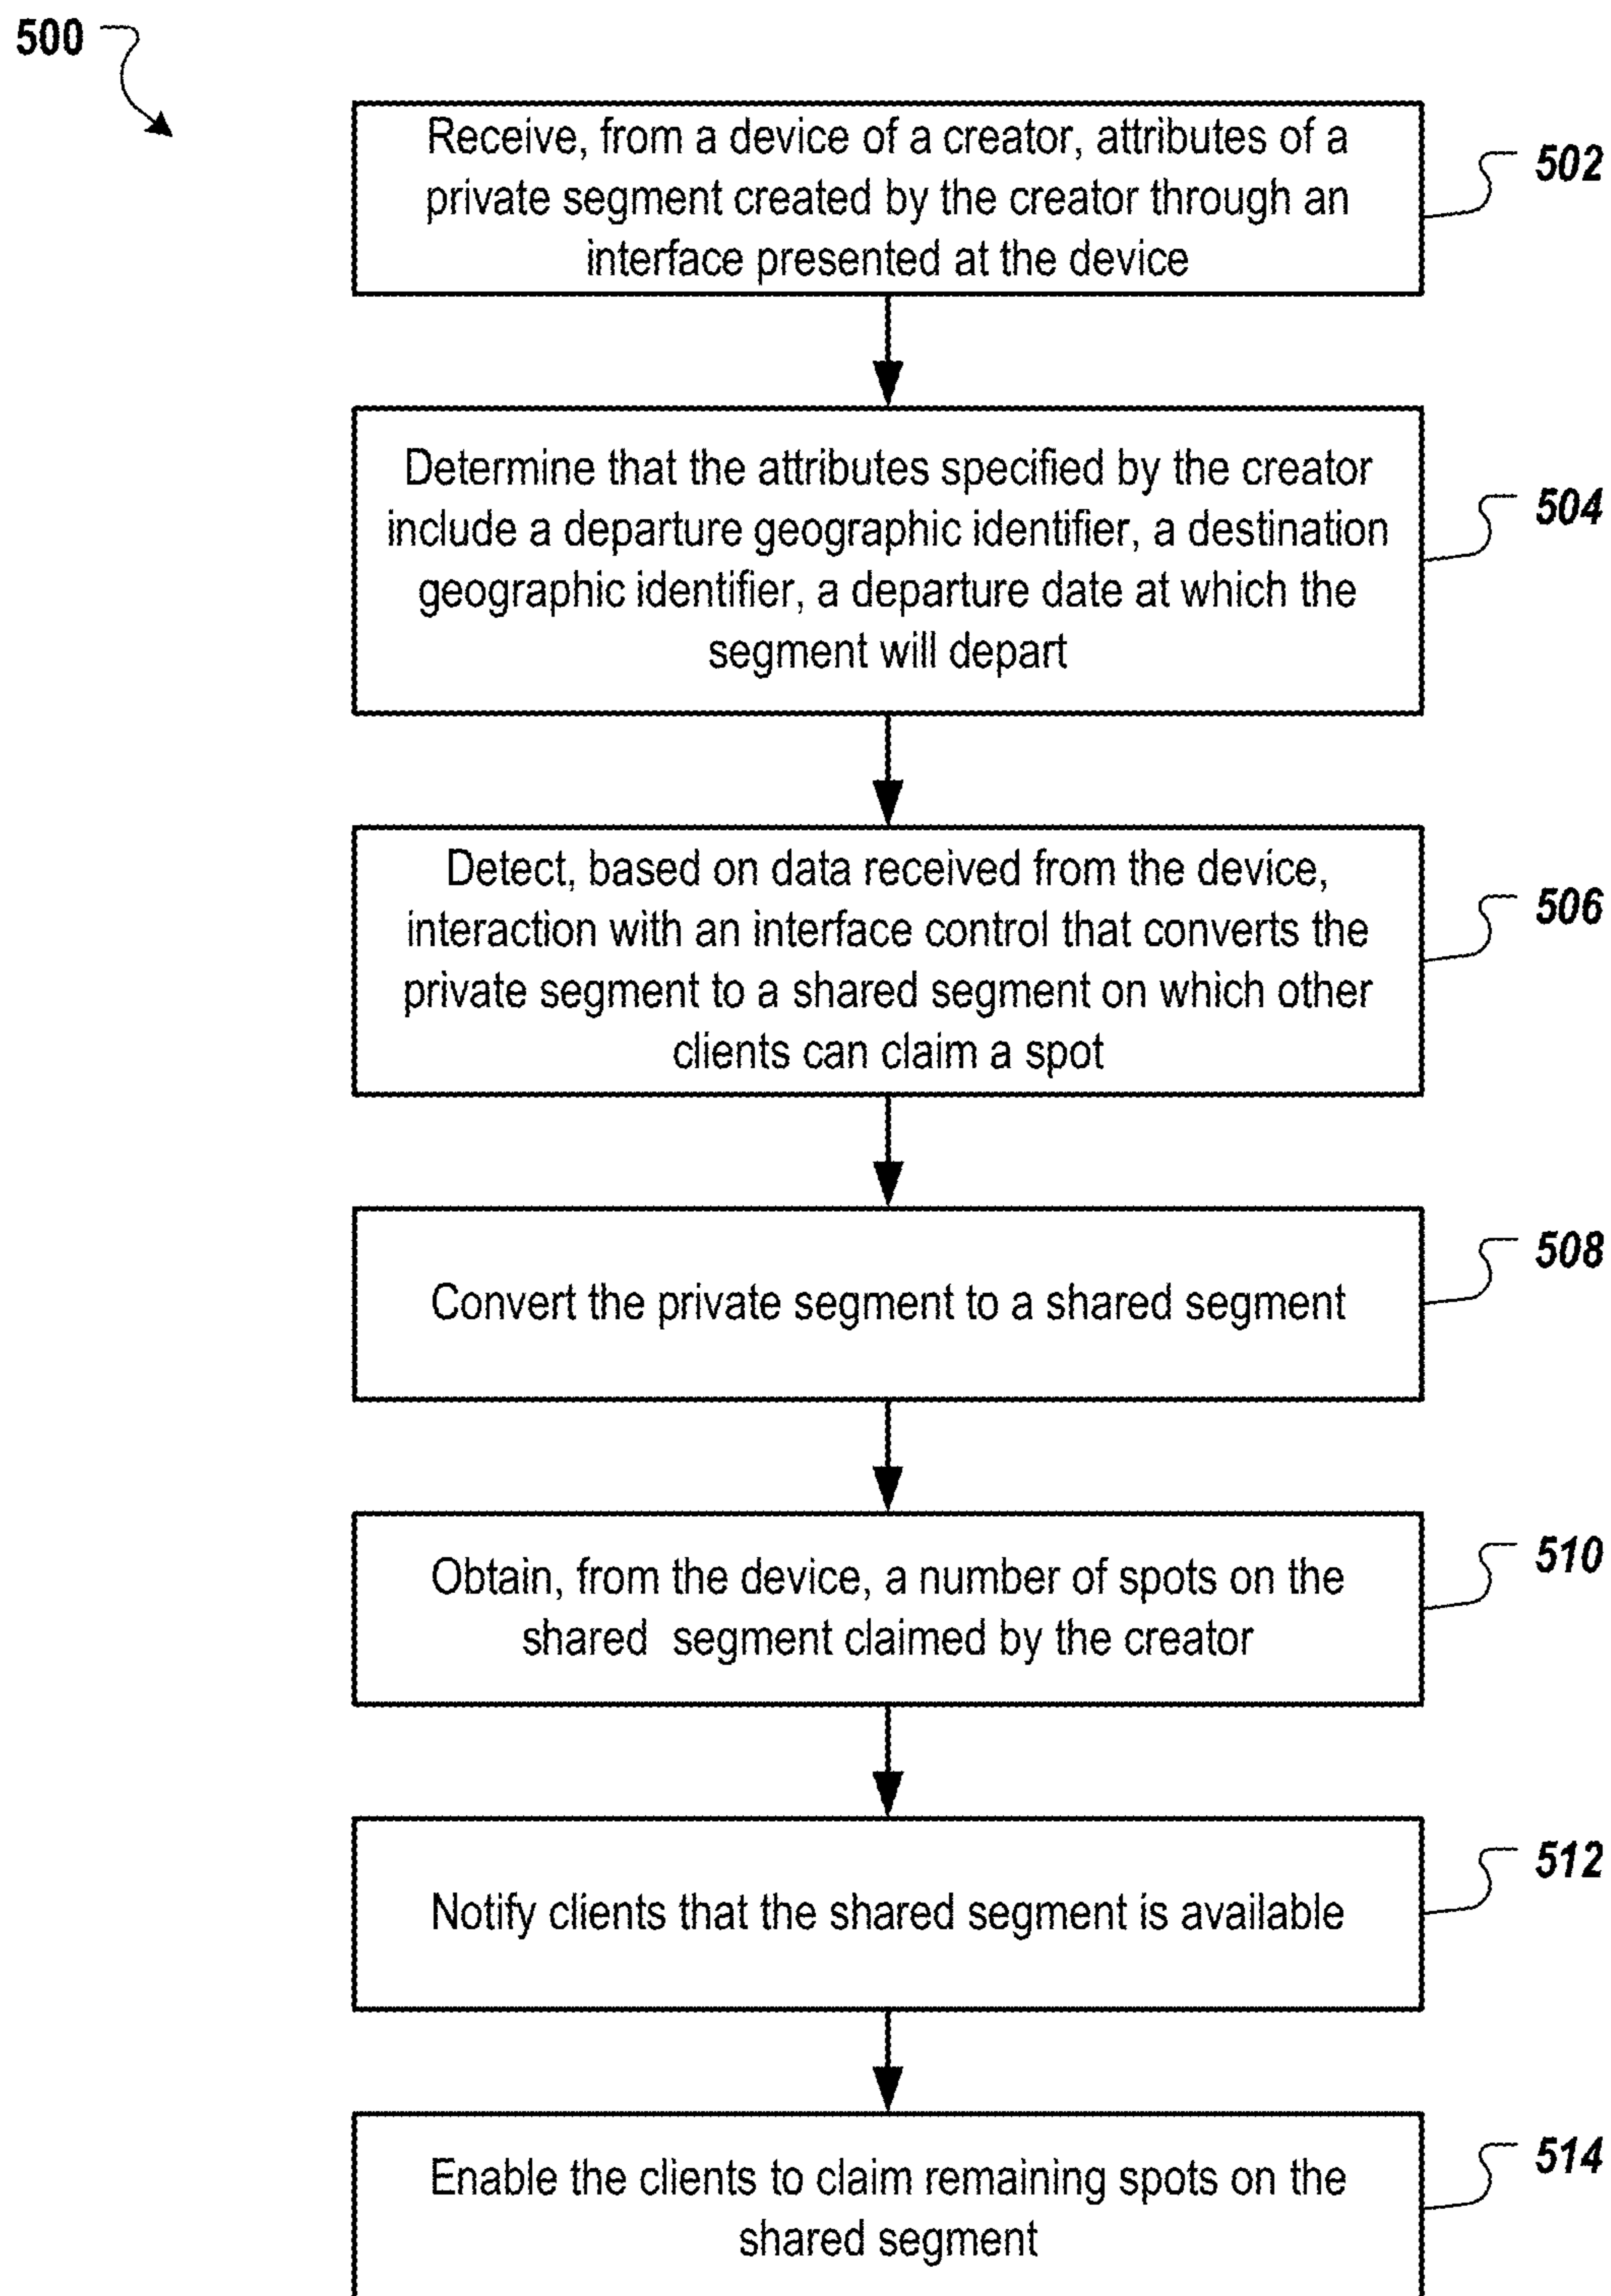 500
Receive, from a device of a creator, attributes of a
private segment created by the creator through an
interface presented at the device
502
Determine that the attributes specified by the creator
include a departure geographic identifier, a destination
geographic identifier, a departure date at which the
segment will depart
504
Detect, based on data received from the device,
interaction with an interface control that converts the
private segment to a shared segment on which other
clients can claim a spot
506
Convert the private segment to a shared segment
508
Obtain, from the device, a number of spots on the
shared segment claimed by the creator
510
Notify clients that the shared segment is available
512
Enable the clients to claim remaining spots on the
shared segment
514